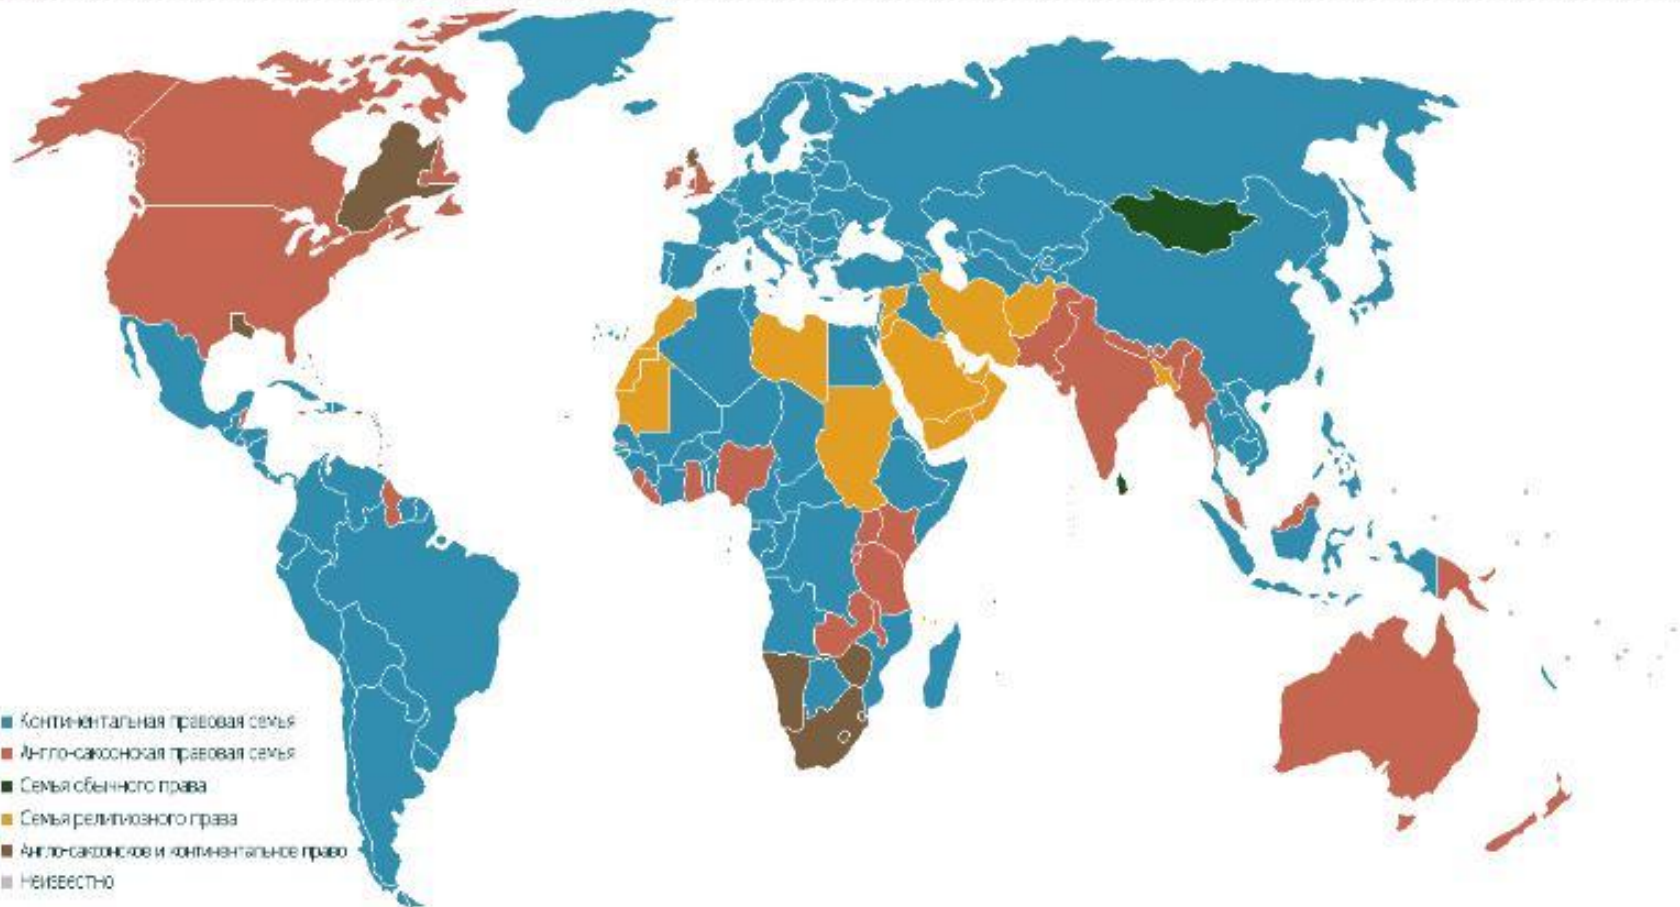 Континентальная правовая семья
Англо-саксонская правовая семья
Семья обычного права
Семья религиозного права
Англо-саксонское и континентальное право
Неизвестно